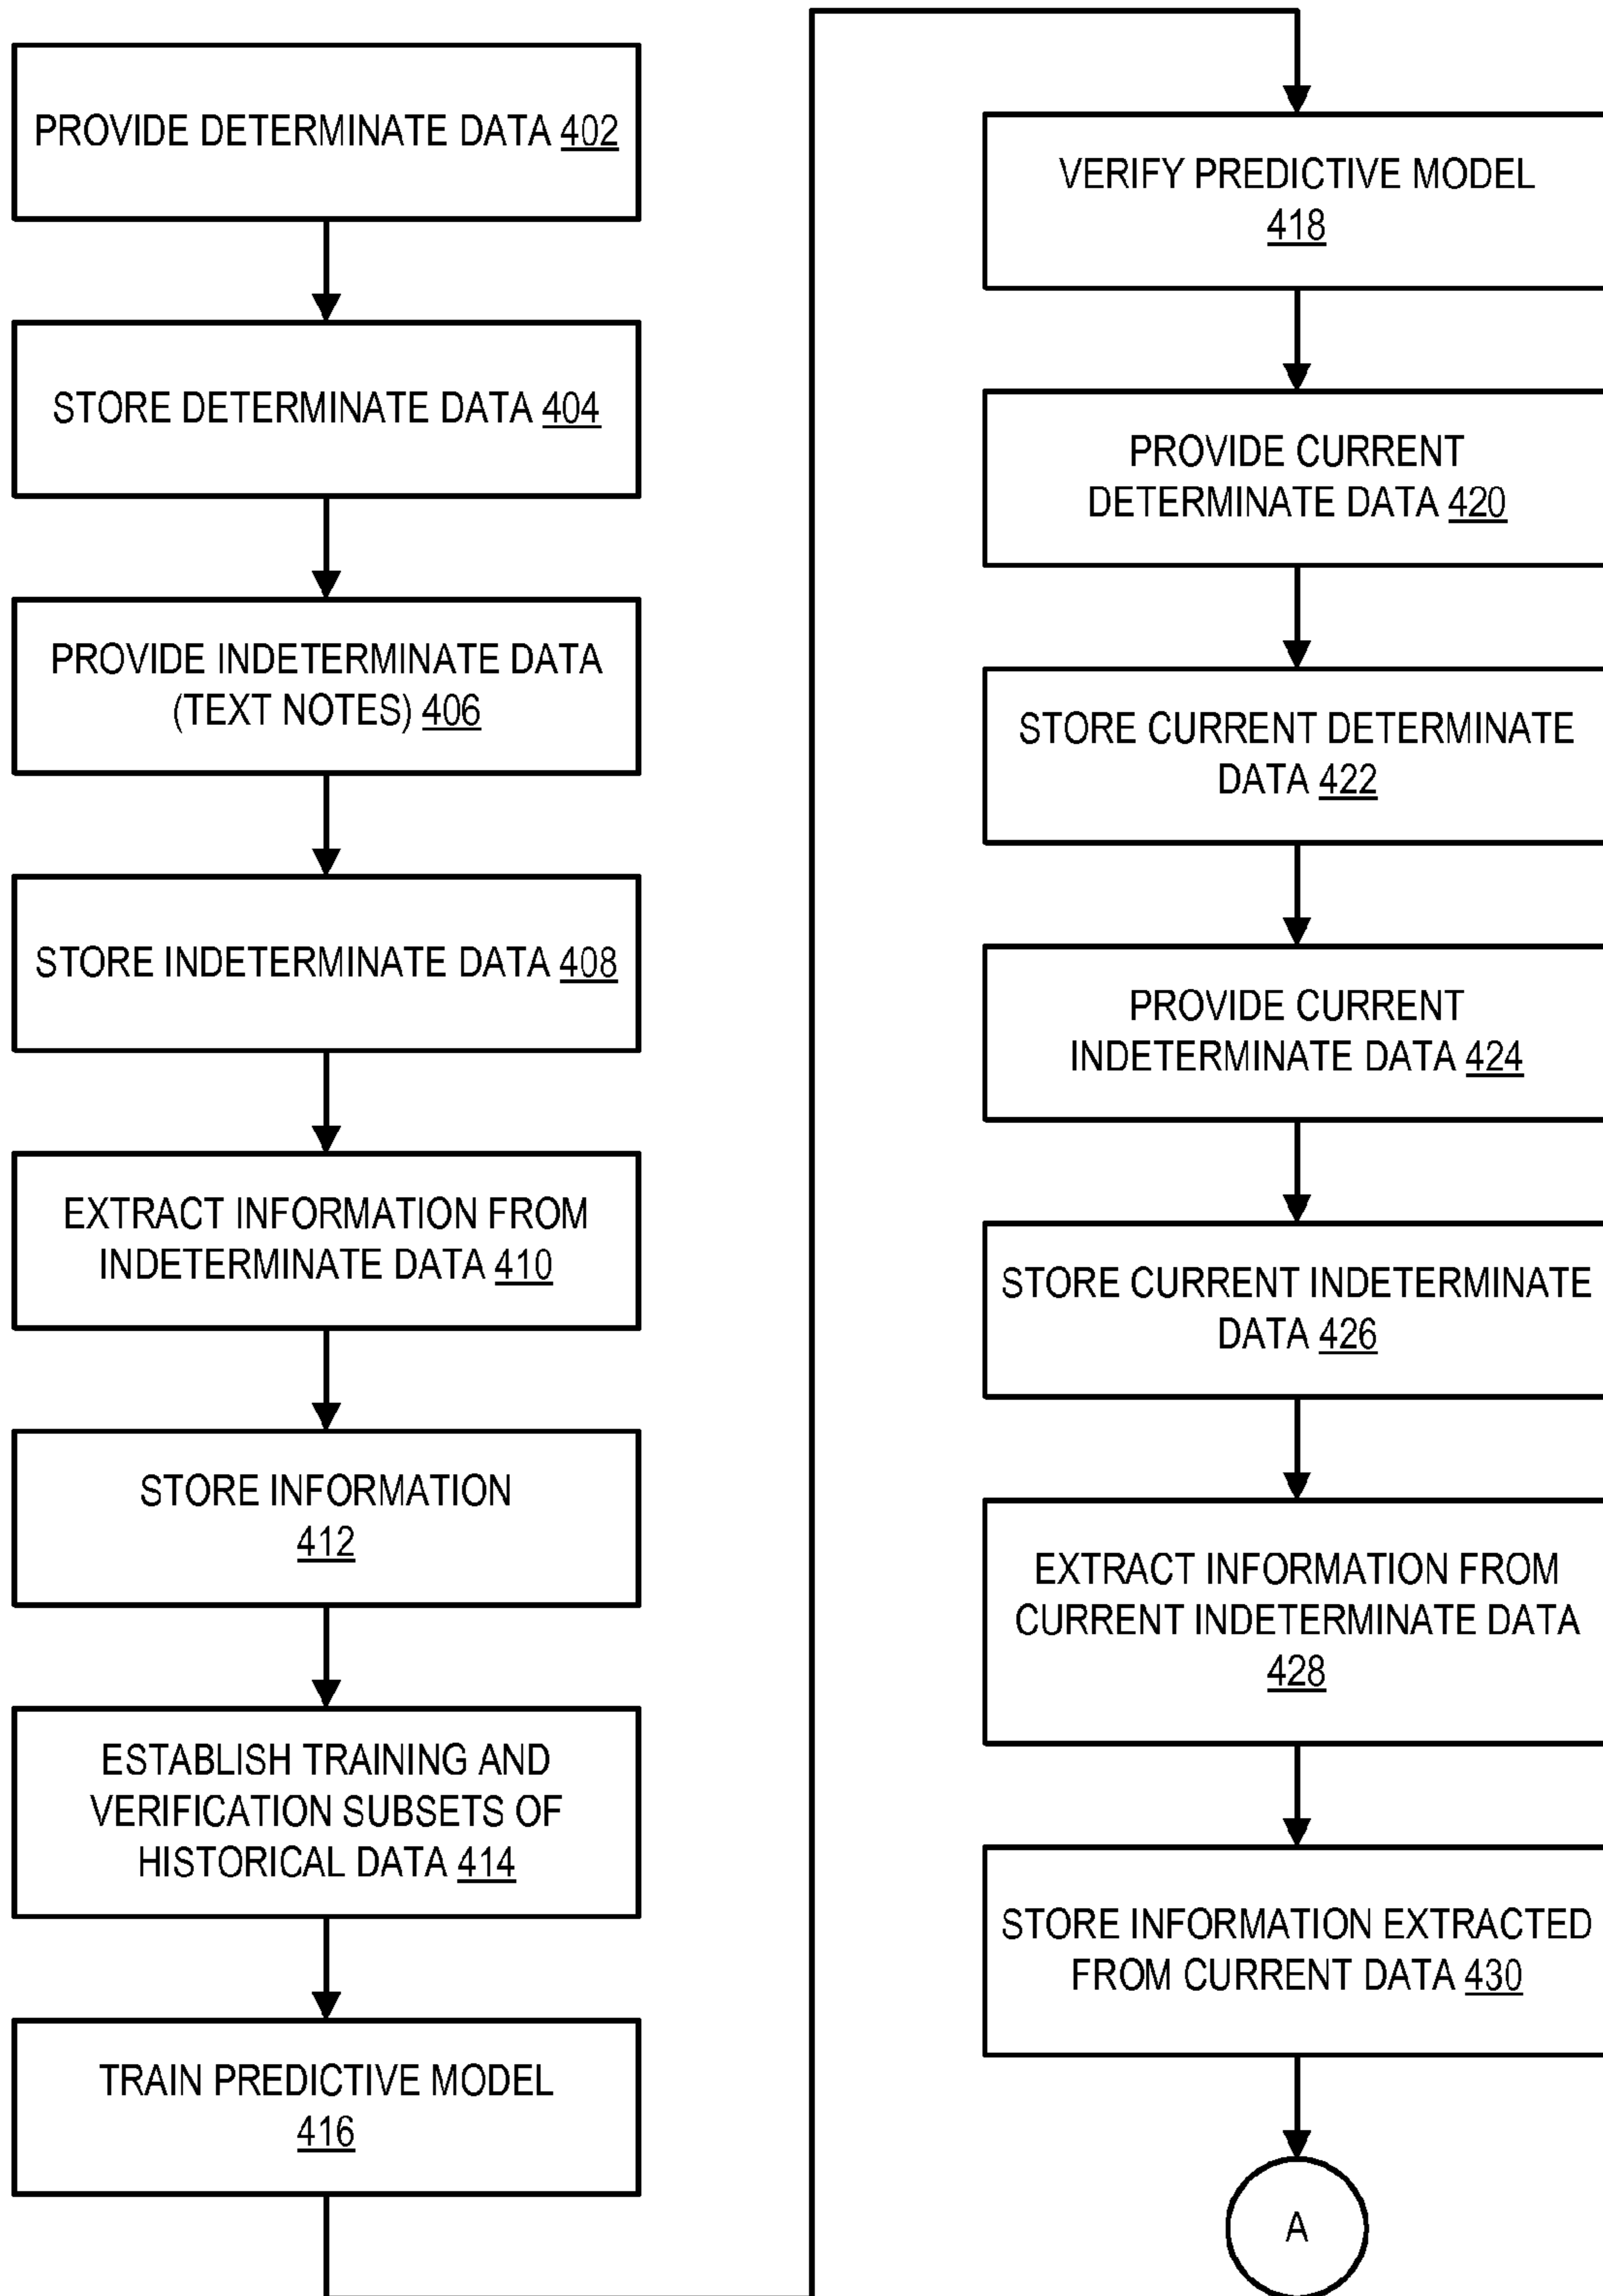 PROVIDE DETERMINATE DATA 402
STORE DETERMINATE DATA 404
PROVIDE INDETERMINATE DATA
(TEXT NOTES) 406
STORE INDETERMINATE DATA 408
EXTRACT INFORMATION FROM
INDETERMINATE DATA 410
STORE INFORMATION
412
ESTABLISH TRAINING AND
VERIFICATION SUBSETS OF
HISTORICAL DATA 414
TRAIN PREDICTIVE MODEL
416
VERIFY PREDICTIVE MODEL
418
PROVIDE CURRENT
DETERMINATE DATA 420
STORE CURRENT DETERMINATE
DATA 422
PROVIDE CURRENT
INDETERMINATE DATA 424
STORE CURRENT INDETERMINATE
DATA 426
EXTRACT INFORMATION FROM
CURRENT INDETERMINATE DATA
428
STORE INFORMATION EXTRACTED
FROM CURRENT DATA 430
A